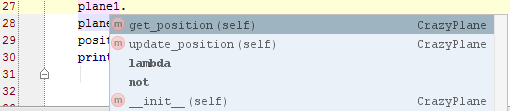 27 plane1.
28 plane get_position(self) CrazyPlane
29 posit update_position(self) CrazyPlane
30 print lambda
31 not
32 __init__(self) CrazyPlane